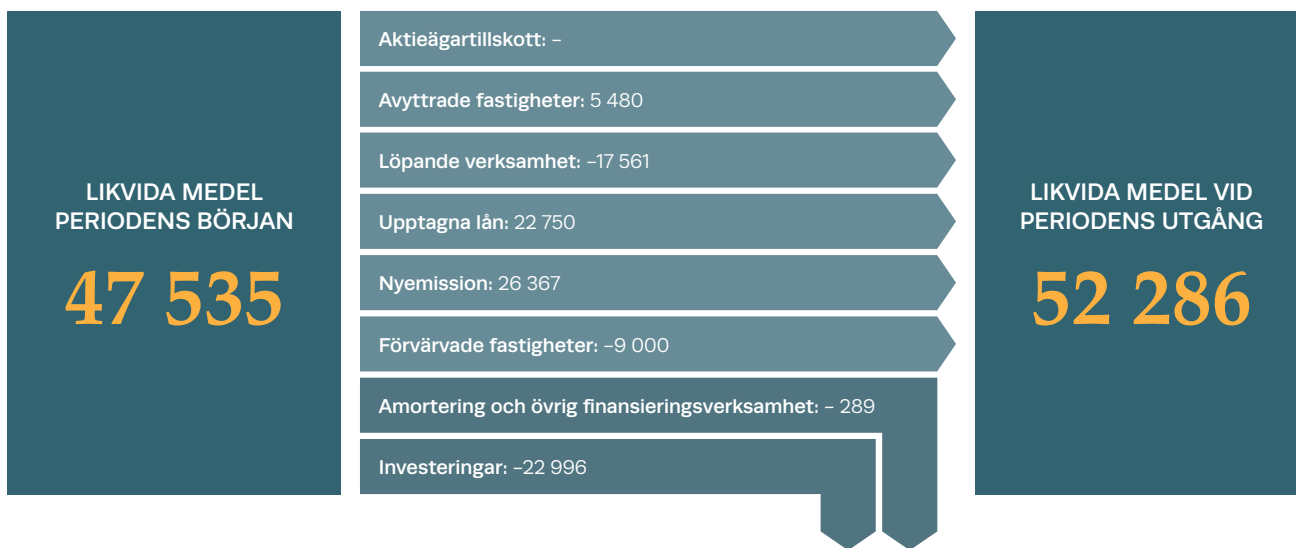 LIKVIDA MEDEL
PERIODENS BÖRJAN
47 535
Aktieägartillskott: –
Avyttrade fastigheter: 5 480
Löpande verksamhet: –17 561
Upptagna lån: 22 750
Nyemission: 26 367
Förvärvade fastigheter: –9 000
Amortering och övrig finansieringsverksamhet: – 289
Investeringar: –22 996
LIKVIDA MEDEL VID
PERIODENS UTGÅNG
52 286